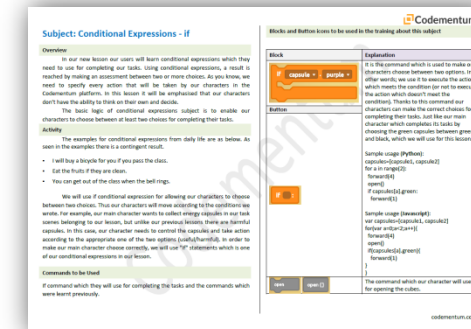 Codementum
Subject: Conditional Expressions - if
Overview
In our new lesson our users will learn conditional expressions which they
need to use for completing our tasks. Using conditional expressions, a result is
reached by making an assessment between two or more choices. As you know, we
need to specify every action that will be taken by our characters in the
Codementum platform. In this lesson it will be emphasised that our characters
don't have the ability to think on their own and decide.
The basic logic of conditional expressions subject is to enable our
characters to choose between at least two choices for completing their tasks.
Activity
The examples for conditional expressions from daily life are as below. As
seen in the examples there is a contingent result.
• I will buy a bicycle for you if you pass the class.
• Eat the fruits if they are clean.
• You can get out of the class when the bell rings.
We will use if conditional expression for allowing our characters to choose
between two choices. Thus our characters will move according to the conditions we
wrote. For example, our main character wants to collect energy capsules in our task
scenes belonging to our lesson, but unlike our previous lessons there are harmful
capsules. In this case, our character needs to control the capsules and take action
according to the appropriate one of the two options (useful/harmful). In order to
make our main character choose correctly, we will use "if" statements which is one
of our conditional expressions in our lesson.
Commands to be Used
if command which they will use for completing the tasks and the commands which
were learnt previously.
Blocks and Button icons to be used in the training about this subject
Block
Explanation
if capsule purple
It is the command which is used to make our
characters choose between two options. In
other words; we use it to execute the action
which meets the condition (or not to execute
the action which doesn't meet the
condition). Thanks to this command our
characters can make the correct choices for
completing their tasks. Just like our main
character which completes its tasks by
choosing the green capsules between green
and black, which we will use for this lesson.
Button
if
Sample usage (Python):
capsules=[capsule1, capsule2]
for a in range(2):
forward(4)
open()
if capsules[a].green:
forward(1)
Sample usage (Javascript):
var capsules=[capsule1, capsule2]
for(var a=0;a<2;a++){
forward(4)
open()
if(capsules[a].green){
forward(1)
}
}
open
open ()
The command which our character will use
for opening the cubes.
codementum.co